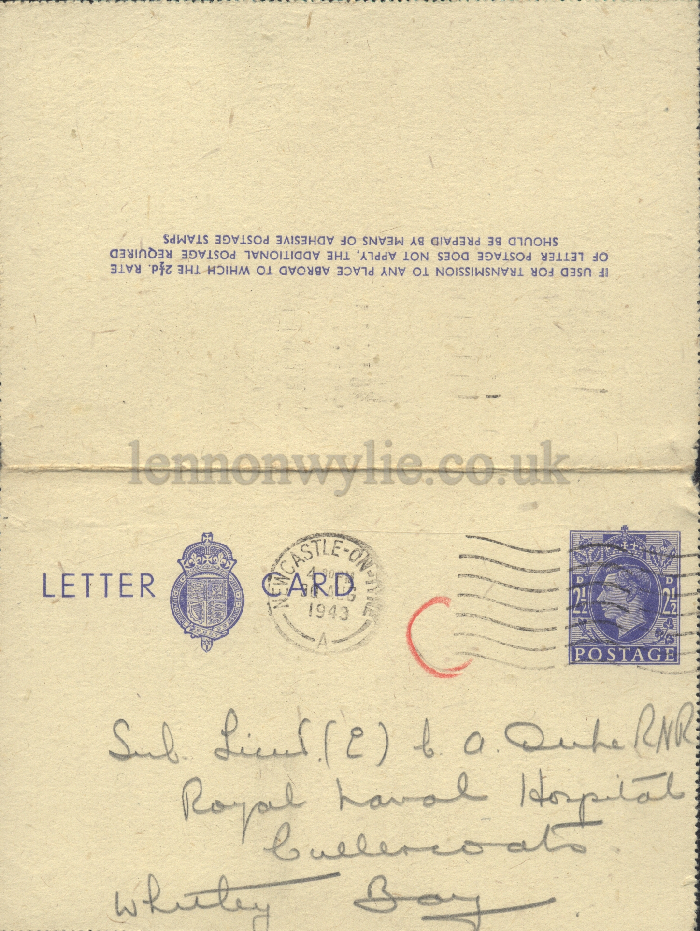 IF USED FOR TRANSMISSION TO ANY PLACE ABROAD TO WHICH THE 2½d. RATE
OF LETTER POSTAGE DOES NOT APPLY, THE ADDITIONAL POSTAGE REQUIRED
SHOULD BE PREPAID BY MEANS OF ADHESIVE POSTAGE STAMPS
lennonwylie.co.uk
LETTER CARD
NEWCASTLE-ON-TYNE
AUG
1943
A
D D
2½ 2½
POSTAGE
Sub. Lieut. (E) C. A. Duke RNR
Royal Naval Hospital
Cullercoats
Whitley Bay